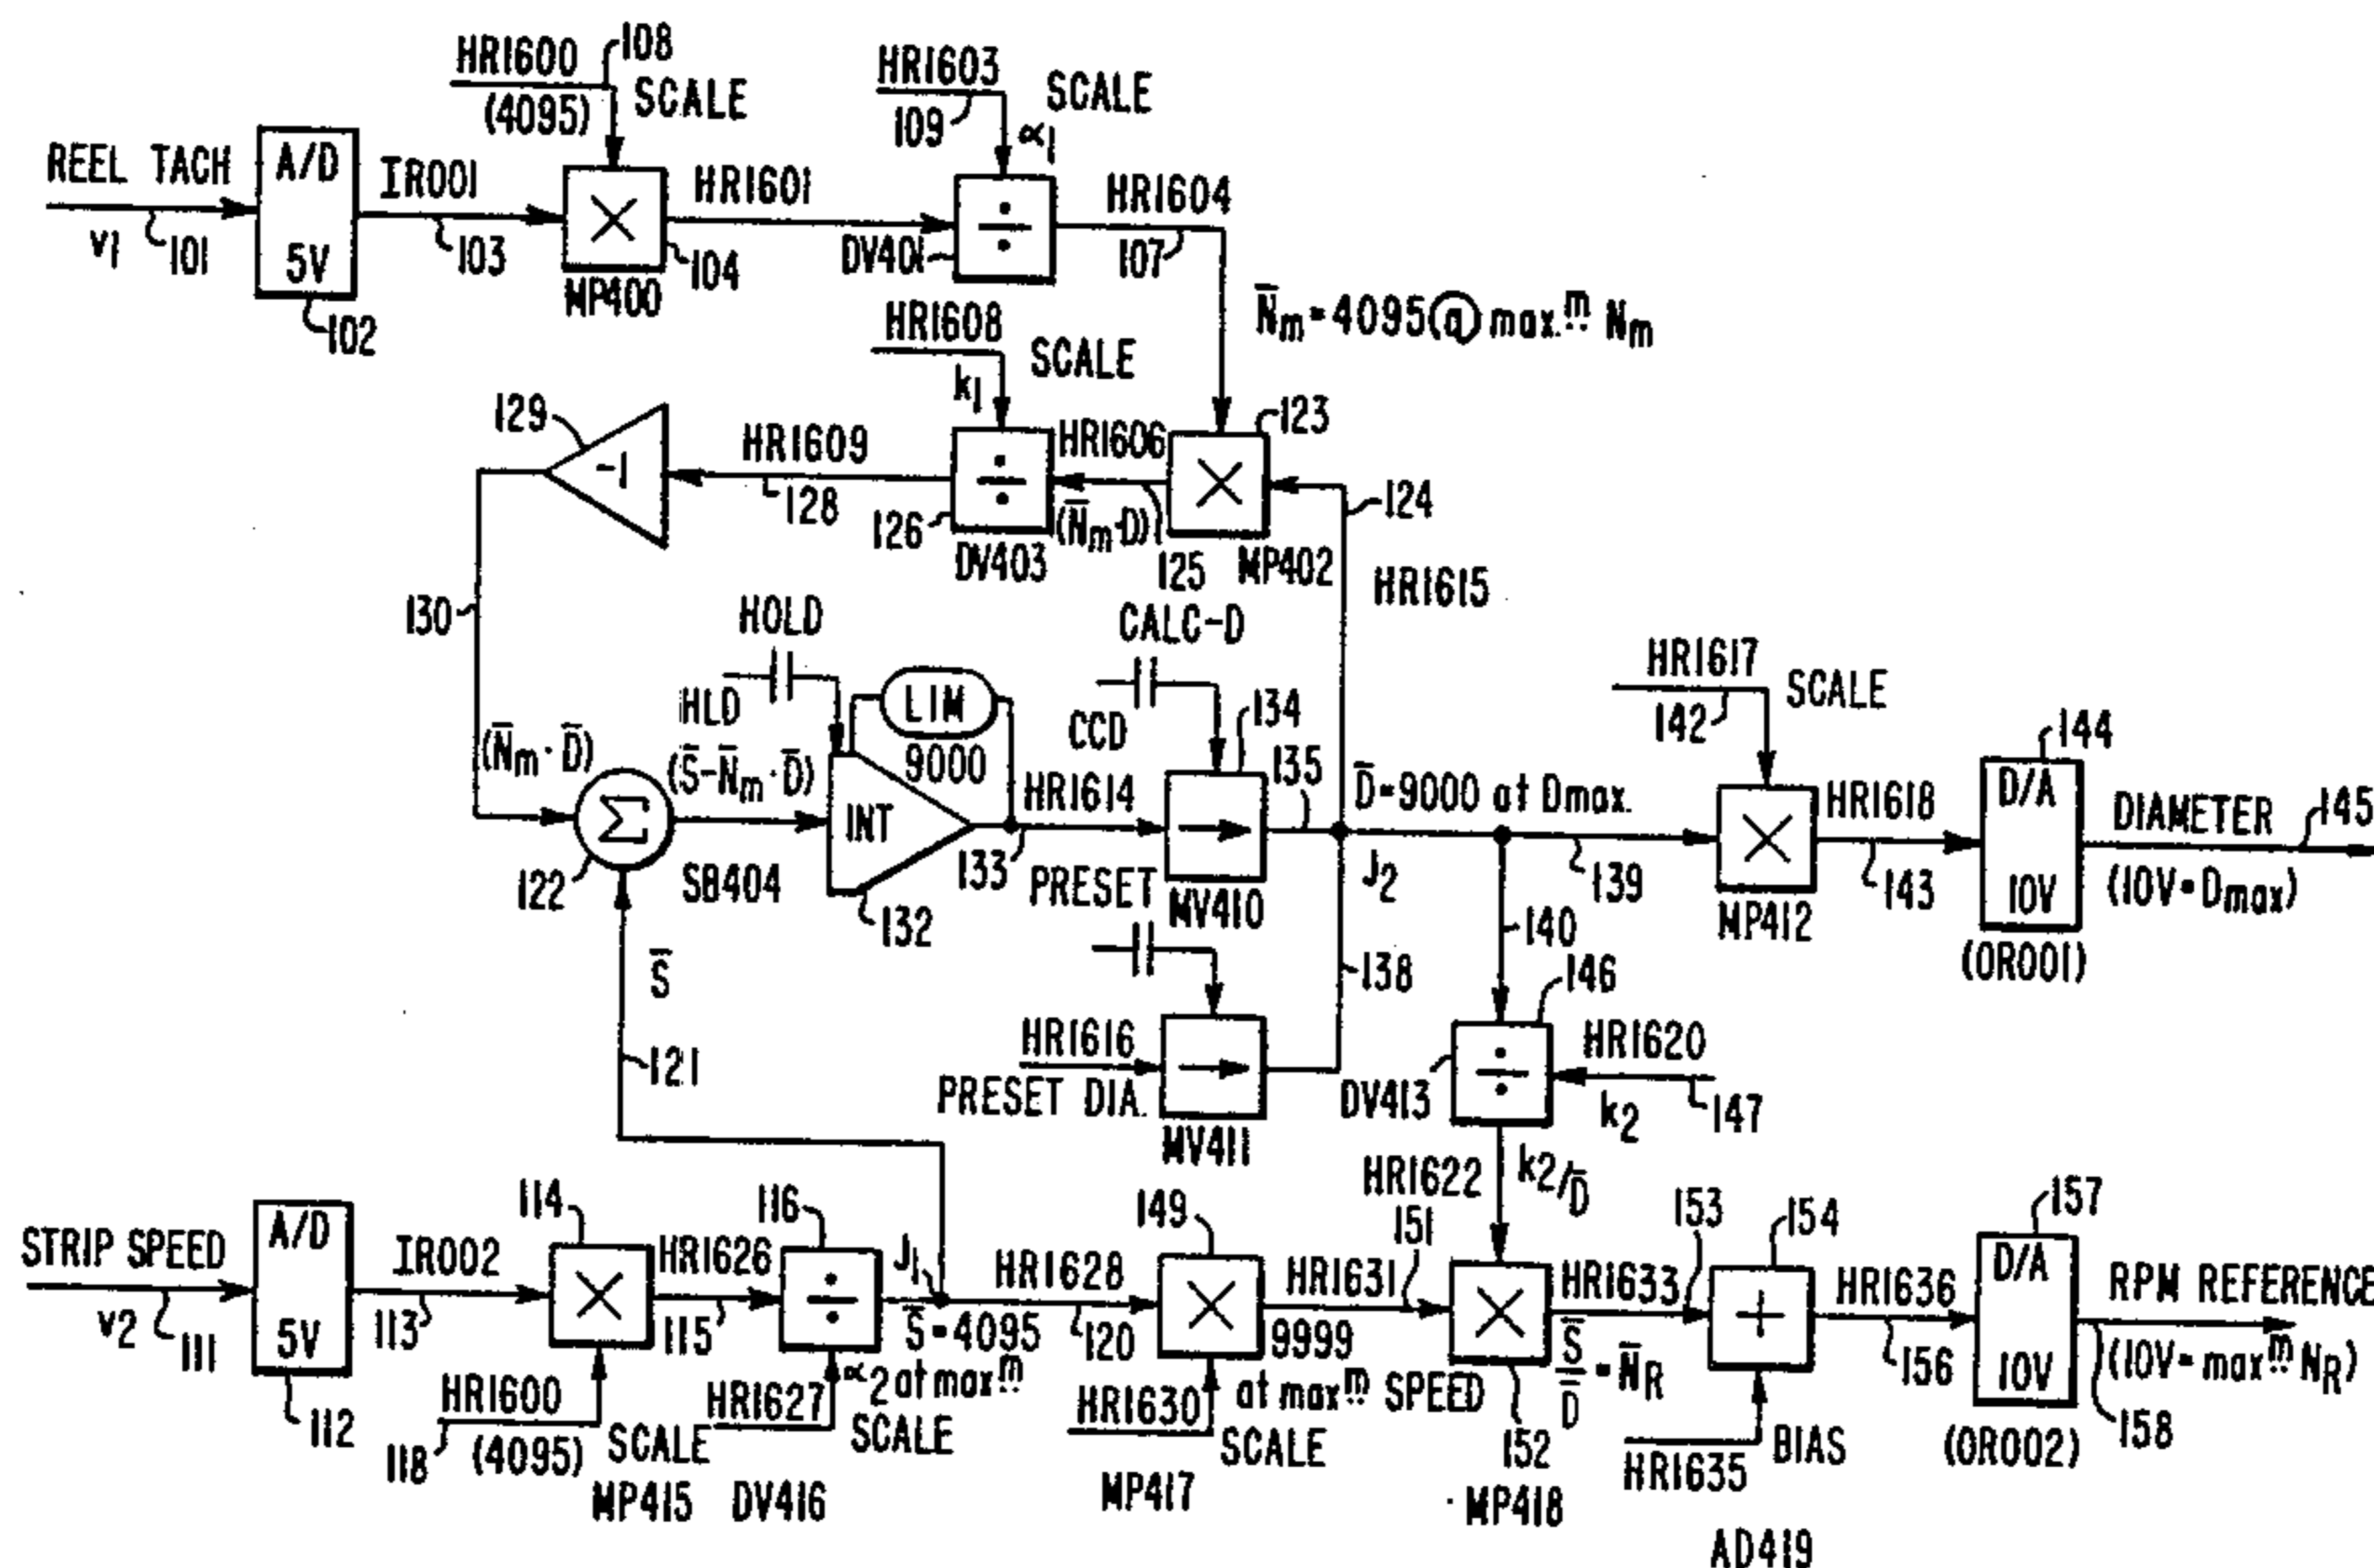 HR1600
108
(4095)
SCALE
HR1603
109
SCALE
∝1
REEL TACH
v1
101
A/D
5V
102
IR001
103
×
104
MP400
HR1601
DV401
÷
HR1604
107
N̄m=4095@ max.m Nm
HR1608
SCALE
k1
129
-1
HR1609
128
÷
126
DV403
HR1606
(N̄m·D)
125
×
123
MP402
124
HR1615
130
HOLD
HLD
LIM
9000
CALC-D
CCD
134
135
HR1617
142
SCALE
144
(N̄m·D̄)
Σ
122
(S̄-N̄m·D̄)
SB404
INT
132
HR1614
133
PRESET
MV410
D̄=9000 at Dmax.
J2
139
×
MP412
HR1618
143
D/A
10V
(OR001)
DIAMETER
145
(10V=Dmax)
140
138
146
S̄
121
HR1616
PRESET DIA.
MV411
DV413
÷
HR1620
k2
147
HR1622
k2/D̄
STRIP SPEED
v2
111
A/D
5V
112
IR002
113
114
×
HR1626
115
116
÷
J1
S̄=4095
∝2 at maxm
HR1628
120
149
×
HR1631
151
9999
at maxm SPEED
×
152
HR1633
153
S̄/D̄=N̄R
154
+
HR1636
156
157
D/A
10V
(OR002)
RPM REFERENCE
(10V=maxm NR)
158
HR1600
118
(4095)
SCALE
MP415
HR1627
SCALE
DV416
HR1630
SCALE
MP417
MP418
HR1635
BIAS
AD419